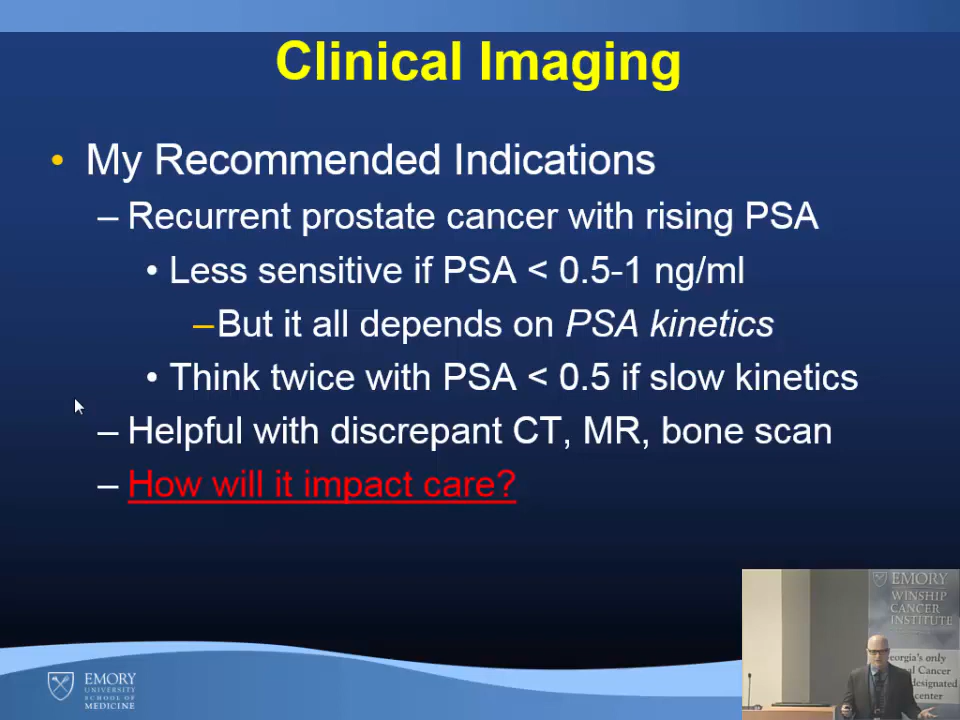 Clinical Imaging
• My Recommended Indications
– Recurrent prostate cancer with rising PSA
• Less sensitive if PSA < 0.5-1 ng/ml
–But it all depends on PSA kinetics
• Think twice with PSA < 0.5 if slow kinetics
– Helpful with discrepant CT, MR, bone scan
– How will it impact care?
EMORY
UNIVERSITY
SCHOOL OF
MEDICINE
EMORY
WINSHIP
CANCER
INSTITUTE
eorgia's only
Cancer
designated
center